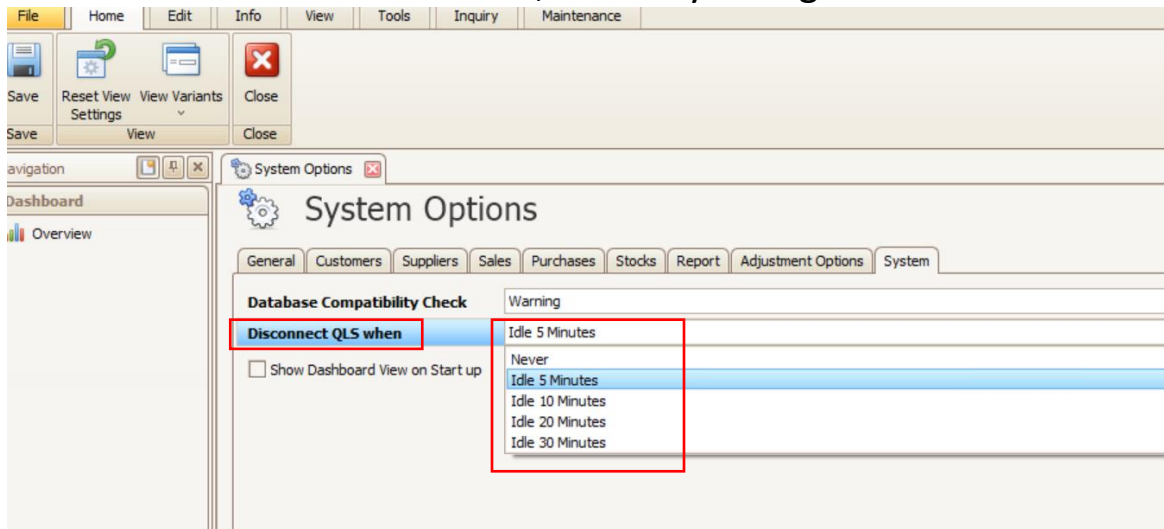 File Home Edit Info View Tools Inquiry Maintenance
Save Reset View Settings View Variants Close
Save View Close
avigation
System Options
Dashboard
System Options
Overview
General Customers Suppliers Sales Purchases Stocks Report Adjustment Options System
Database Compatibility Check Warning
Disconnect QLS when Idle 5 Minutes
Show Dashboard View on Start up
Never
Idle 5 Minutes
Idle 10 Minutes
Idle 20 Minutes
Idle 30 Minutes